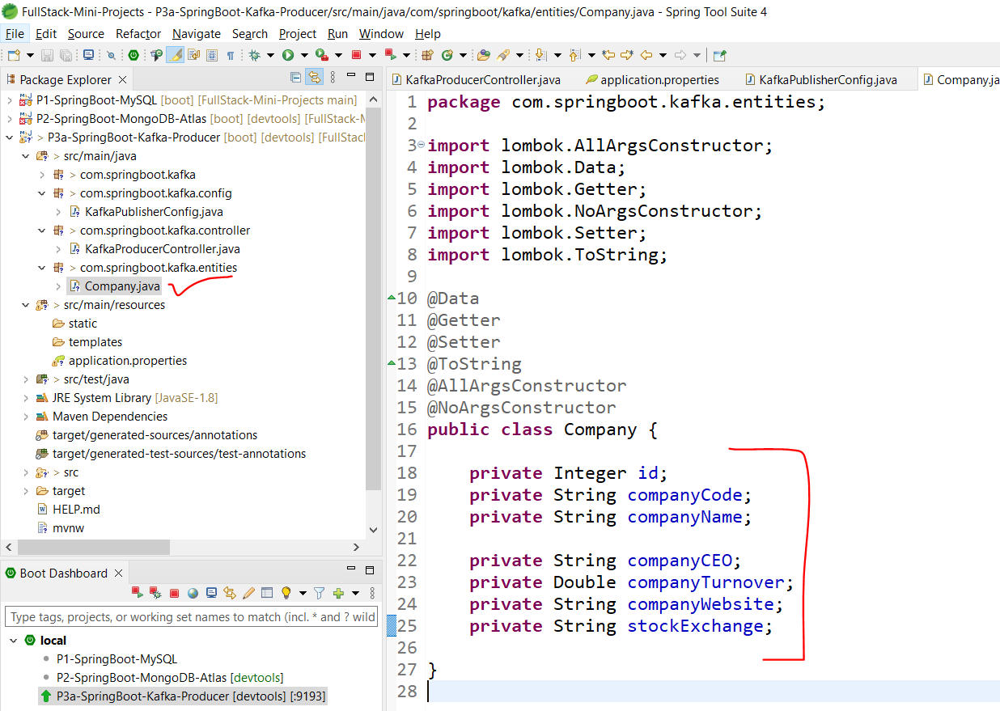 FullStack-Mini-Projects - P3a-SpringBoot-Kafka-Producer/src/main/java/com/springboot/kafka/entities/Company.java - Spring Tool Suite 4
File Edit Source Refactor Navigate Search Project Run Window Help
Package Explorer
P1-SpringBoot-MySQL [boot] [FullStack-Mini-Projects main]
P2-SpringBoot-MongoDB-Atlas [boot] [devtools] [FullStack-M
P3a-SpringBoot-Kafka-Producer [boot] [devtools] [FullStac
src/main/java
com.springboot.kafka
com.springboot.kafka.config
KafkaPublisherConfig.java
com.springboot.kafka.controller
KafkaProducerController.java
com.springboot.kafka.entities
Company.java
src/main/resources
static
templates
application.properties
src/test/java
JRE System Library [JavaSE-1.8]
Maven Dependencies
target/generated-sources/annotations
target/generated-test-sources/test-annotations
src
target
HELP.md
mvnw
Boot Dashboard
Type tags, projects, or working set names to match (incl. * and ? wild
local
P1-SpringBoot-MySQL
P2-SpringBoot-MongoDB-Atlas [devtools]
P3a-SpringBoot-Kafka-Producer [devtools] [:9193]
KafkaProducerController.java application.properties KafkaPublisherConfig.java Company.ja
1 package com.springboot.kafka.entities;
2
3 import lombok.AllArgsConstructor;
4 import lombok.Data;
5 import lombok.Getter;
6 import lombok.NoArgsConstructor;
7 import lombok.Setter;
8 import lombok.ToString;
9
10 @Data
11 @Getter
12 @Setter
13 @ToString
14 @AllArgsConstructor
15 @NoArgsConstructor
16 public class Company {
17
18 private Integer id;
19 private String companyCode;
20 private String companyName;
21
22 private String companyCEO;
23 private Double companyTurnover;
24 private String companyWebsite;
25 private String stockExchange;
26
27 }
28